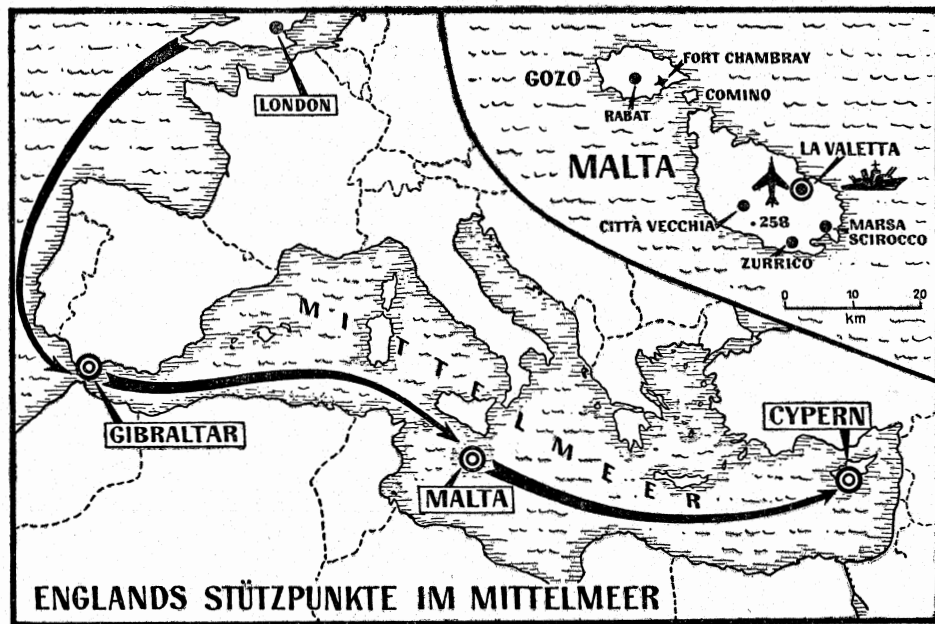 LONDON
GOZO
FORT CHAMBRAY
COMINO
RABAT
MALTA
LA VALETTA
CITTÀ VECCHIA
.258
MARSA
SCIROCCO
ZURRICO
0 10 20
km
MITTELMEER
GIBRALTAR
MALTA
CYPERN
ENGLANDS STÜTZPUNKTE IM MITTELMEER